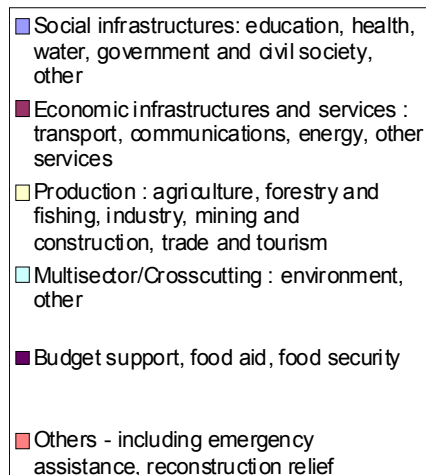 Social infrastructures: education, health,
water, government and civil society,
other
Economic infrastructures and services :
transport, communications, energy, other
services
Production : agriculture, forestry and
fishing, industry, mining and
construction, trade and tourism
Multisector/Crosscutting : environment,
other
Budget support, food aid, food security
Others - including emergency
assistance, reconstruction relief